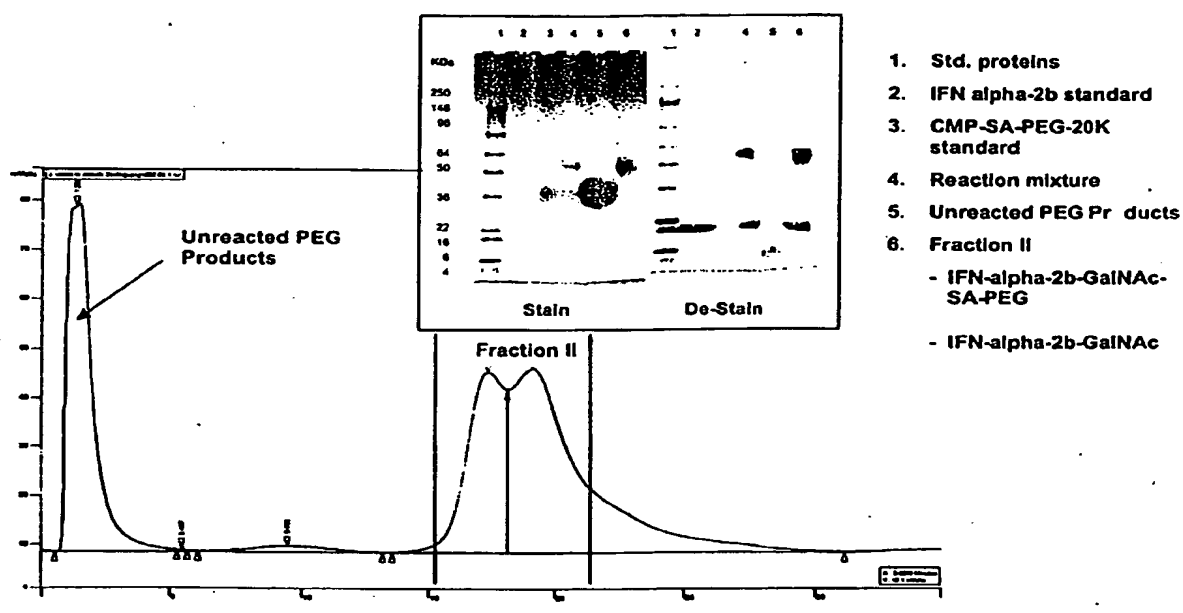 1 2 3 4 5 6
1 2 4 5 6
KDa
250
148
98
64
50
36
22
16
6
4
Stain
De-Stain
1. Std. proteins
2. IFN alpha-2b standard
3. CMP-SA-PEG-20K
standard
4. Reaction mixture
5. Unreacted PEG Pr ducts
6. Fraction II
- IFN-alpha-2b-GalNAc-
SA-PEG
- IFN-alpha-2b-GalNAc
Unreacted PEG
Products
Fraction II